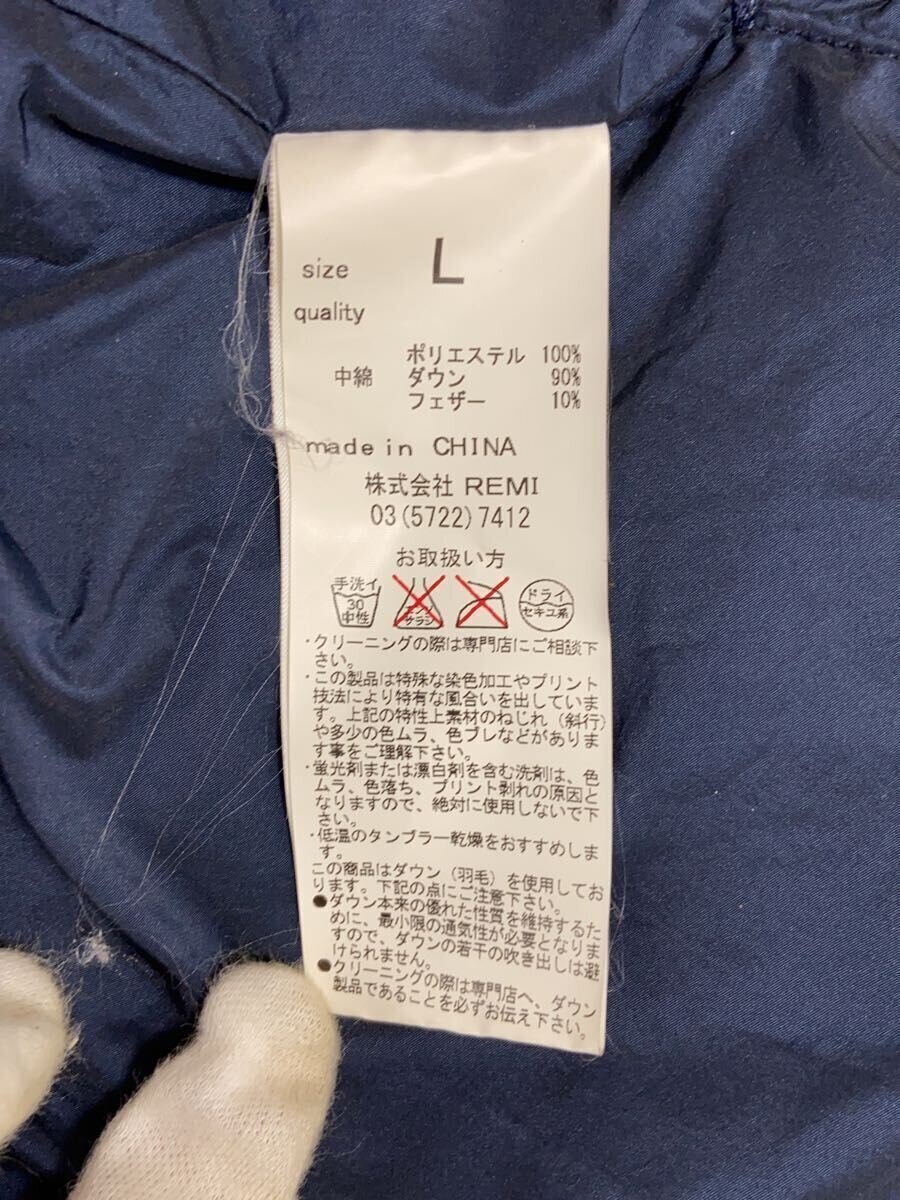 size L
quality
ポリエステル 100%
中綿 ダウン 90%
フェザー 10%
made in CHINA
株式会社 REMI
03(5722)7412
お取扱い方
手洗イ
30
中性
エンソ
サラシ
ドライ
セキユ系
・クリーニングの際は専門店にご相談下
さい。
・この製品は特殊な染色加工やプリント
技法により特有な風合いを出していま
す。上記の特性上素材のねじれ（斜行）
や多少の色ムラ、色ブレなどがありま
す事をご理解下さい。
・蛍光剤または漂白剤を含む洗剤は、色
ムラ、色落ち、プリント剥れの原因と
なりますので、絶対に使用しないで下
さい。
・低温のタンブラー乾燥をおすすめしま
す。
この商品はダウン（羽毛）を使用してお
ります。下記の点にご注意下さい。
●ダウン本来の優れた性質を維持するた
めに、最小限の通気性が必要となりま
すので、ダウンの若干の吹き出しは避
けられません。
●クリーニングの際は専門店へ、ダウン
製品であることを必ずお伝え下さい。